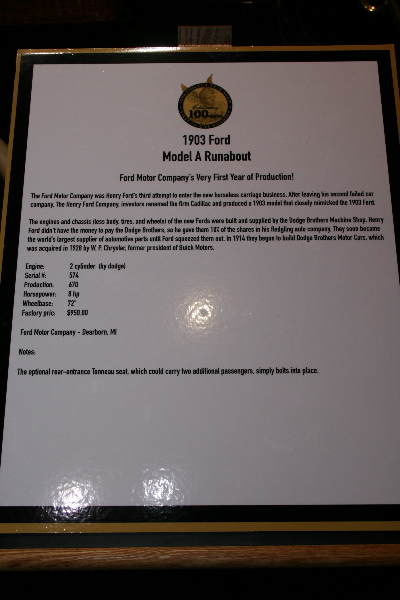 100
1903 Ford
Model A Runabout
Ford Motor Company's Very First Year of Production!
The Ford Motor Company was Henry Ford's third attempt to enter the new horseless carriage business. After leaving his second failed car
company, The Henry Ford Company, investors renamed the firm Cadillac and produced a 1903 model that closely mimicked the 1903 Ford.
The engines and chassis (less body, tires, and wheels) of the new Fords were built and supplied by the Dodge Brothers Machine Shop. Henry
Ford didn't have the money to pay the Dodge Brothers, so he gave them 10% of the shares in his fledgling auto company. They soon became
the world's largest supplier of automotive parts until Ford squeezed them out. In 1914 they began to build Dodge Brothers Motor Cars, which
was acquired in 1928 by W. P. Chrysler, former president of Buick Motors.
Engine: 2 cylinder (by dodge)
Serial #: 574
Production: 670
Horsepower: 8 hp
Wheelbase: 72"
Factory pric: $950.00
Ford Motor Company - Dearborn, MI
Notes:
The optional rear-entrance Tonneau seat, which could carry two additional passengers, simply bolts into place.